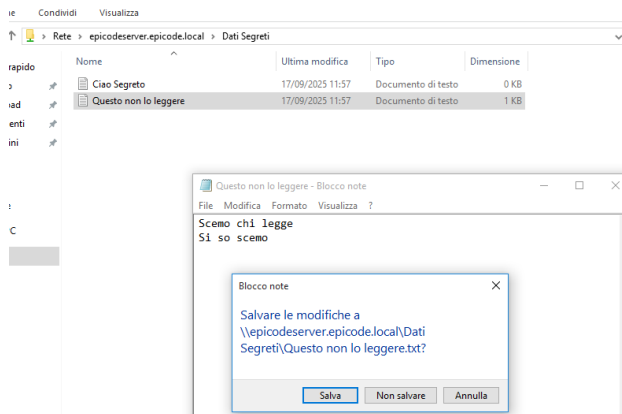 Condividi Visualizza
Rete > epicodeserver.epicode.local > Dati Segreti
rapido
enti
Nome Ultima modifica Tipo Dimensione
Ciao Segreto 17/09/2025 11:57 Documento di testo 0 KB
Questo non lo leggere 17/09/2025 11:57 Documento di testo 1 KB
Questo non lo leggere - Blocco note
File Modifica Formato Visualizza ?
Scemo chi legge
Si so scemo
Blocco note
Salvare le modifiche a
\\epicodeserver.epicode.local\Dati
Segreti\Questo non lo leggere.txt?
Salva Non salvare Annulla